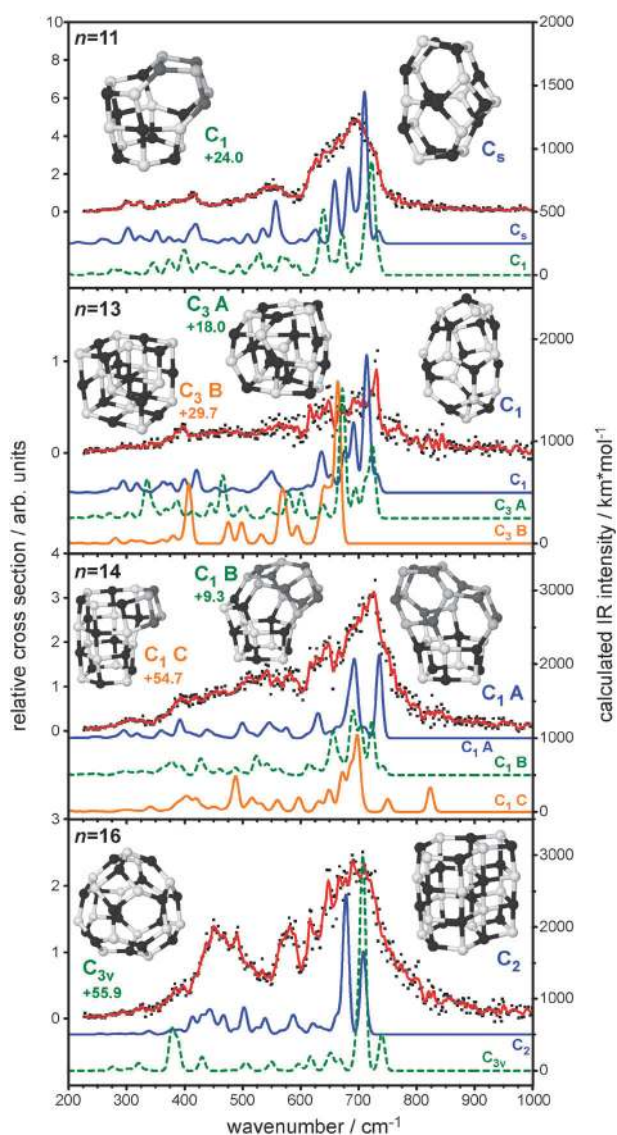 n=11
C₁
+24.0
Cₛ
Cₛ
C₁
10
8
6
4
2
0
2000
1500
1000
500
0
n=13
C₃ A
+18.0
C₃ B
+29.7
C₁
C₁
C₃ A
C₃ B
1
0
2000
1000
0
n=14
C₁ B
+9.3
C₁ C
+54.7
C₁ A
C₁ A
C₁ B
C₁ C
4
3
2
1
0
3000
2000
1000
0
n=16
C₃ᵥ
+55.9
C₂
C₂
C₃ᵥ
3
2
1
0
3000
2000
1000
0
200 300 400 500 600 700 800 900 1000
wavenumber / cm⁻¹
relative cross section / arb. units
calculated IR intensity / km*mol⁻¹